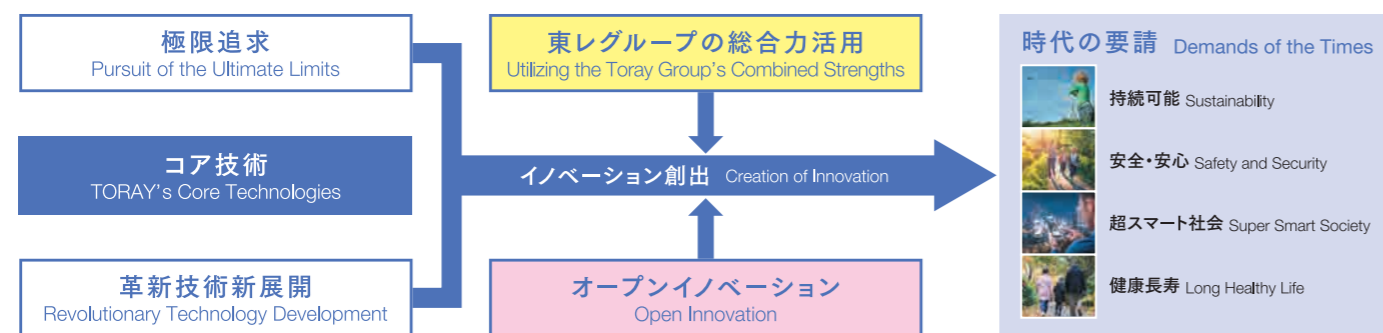 極限追求
Pursuit of the Ultimate Limits
コア技術
TORAY's Core Technologies
革新技術新展開
Revolutionary Technology Development
東レグループの総合力活用
Utilizing the Toray Group's Combined Strengths
イノベーション創出 Creation of Innovation
オープンイノベーション
Open Innovation
時代の要請 Demands of the Times
持続可能 Sustainability
安全・安心 Safety and Security
超スマート社会 Super Smart Society
健康長寿 Long Healthy Life